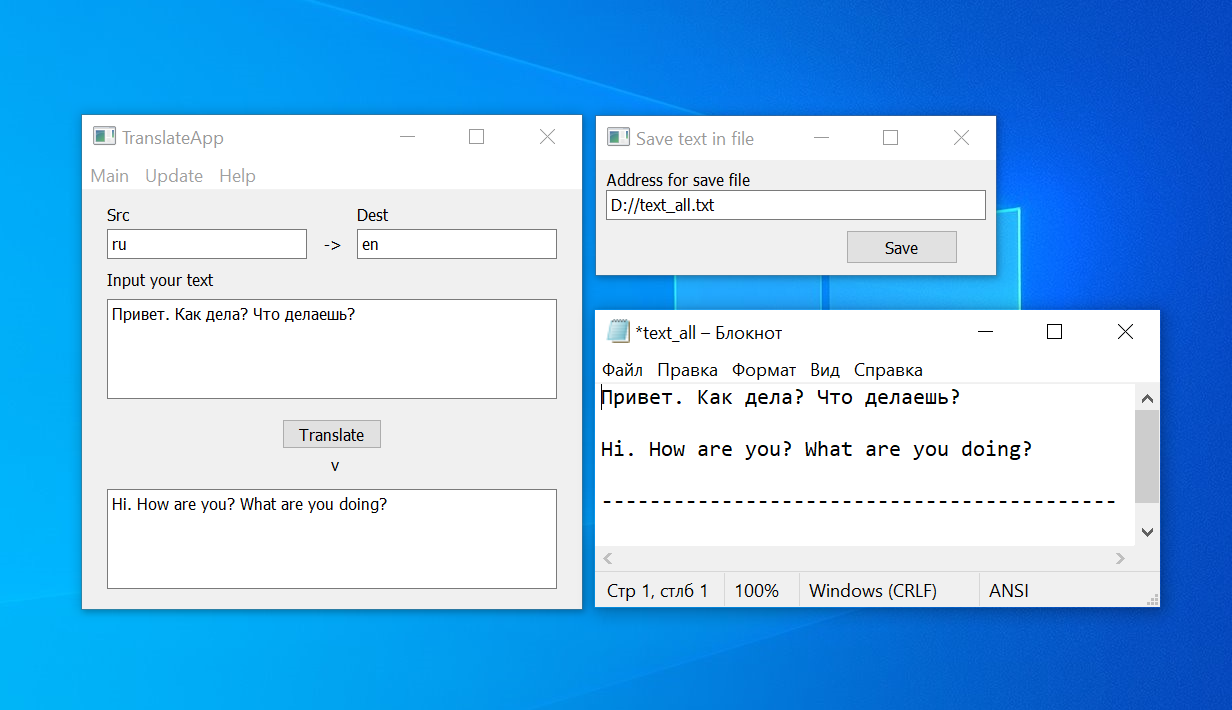 TranslateApp
Main Update Help
Src Dest
ru -> en
Input your text
Привет. Как дела? Что делаешь?
Translate
v
Hi. How are you? What are you doing?
Save text in file
Address for save file
D://text_all.txt
Save
*text_all – Блокнот
Файл Правка Формат Вид Справка
Привет. Как дела? Что делаешь?
Hi. How are you? What are you doing?
-------------------------------------------
Стр 1, стлб 1 100% Windows (CRLF) ANSI